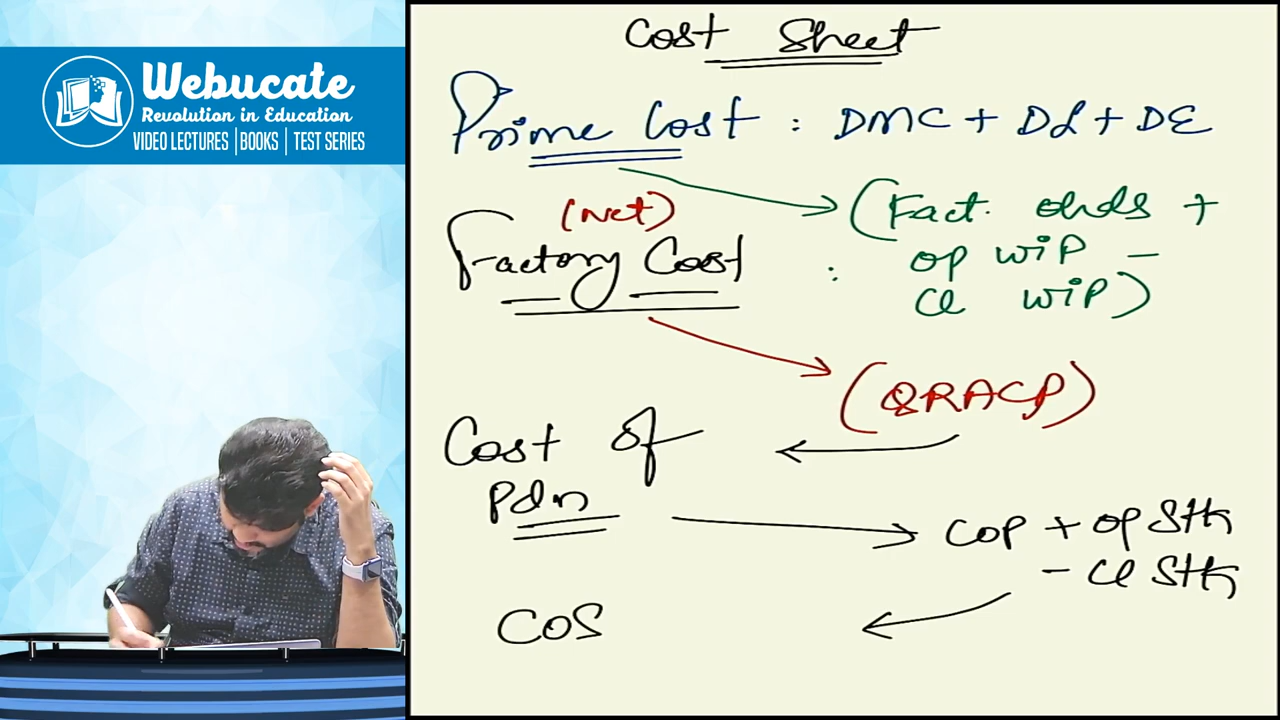 Webucate
Revolution in Education
VIDEO LECTURES | BOOKS | TEST SERIES
Cost Sheet
Prime Cost : DMC + DL + DE
(Net)
Factory Cost : (Fact. ohds +
op WIP -
Cl WIP)
(QRACP)
Cost of
Pdn
COP + op Stk
- Cl Stk
COS